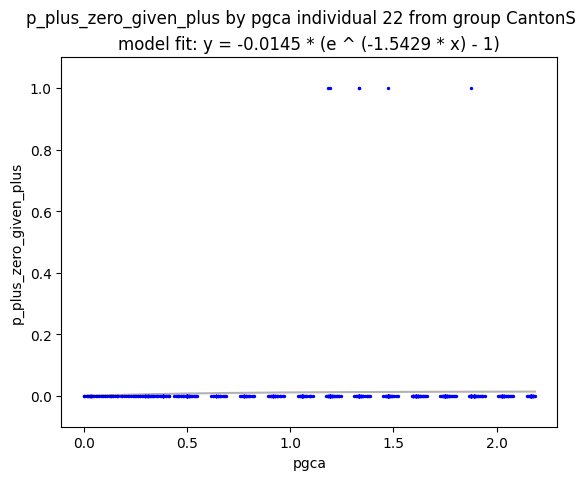 p_plus_zero_given_plus by pgca individual 22 from group CantonS
model fit: y = -0.0145 * (e ^ (-1.5429 * x) - 1)
p_plus_zero_given_plus
1.0
0.8
0.6
0.4
0.2
0.0
0.0 0.5 1.0 1.5 2.0
pgca